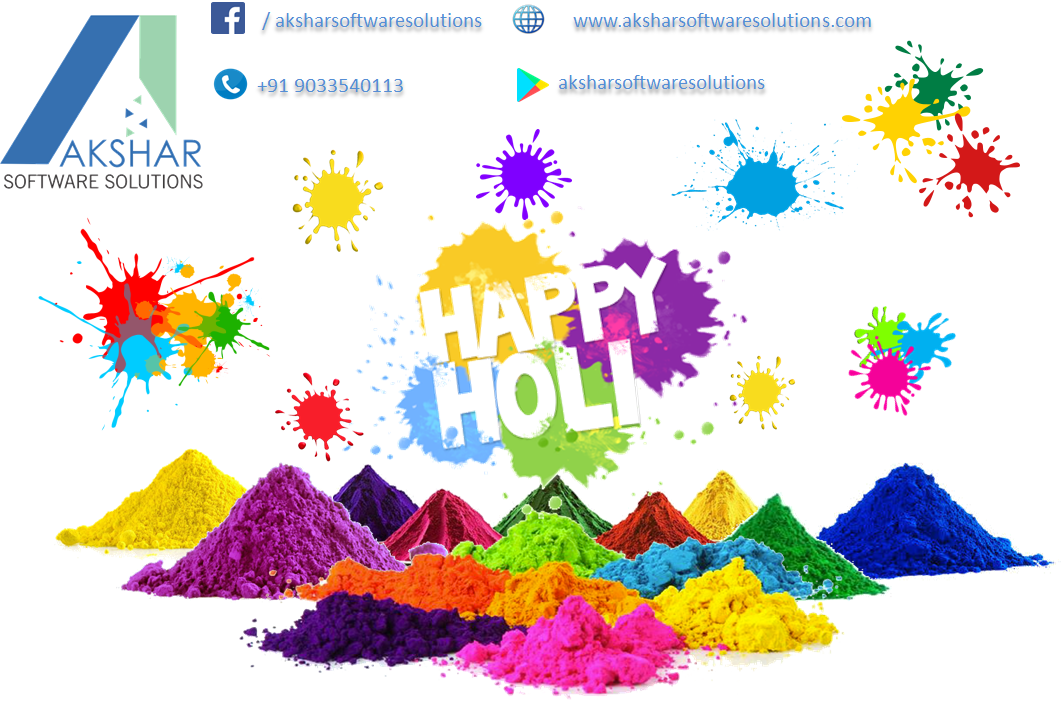 / aksharsoftwaresolutions
www.aksharsoftwaresolutions.com
+91 9033540113
aksharsoftwaresolutions
AKSHAR
SOFTWARE SOLUTIONS
HAPPY
HOLI